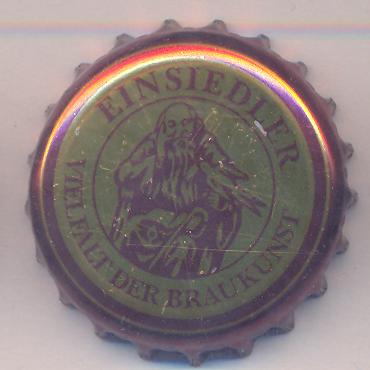 EINSIEDLER
VIELFALT DER BRAUKUNST